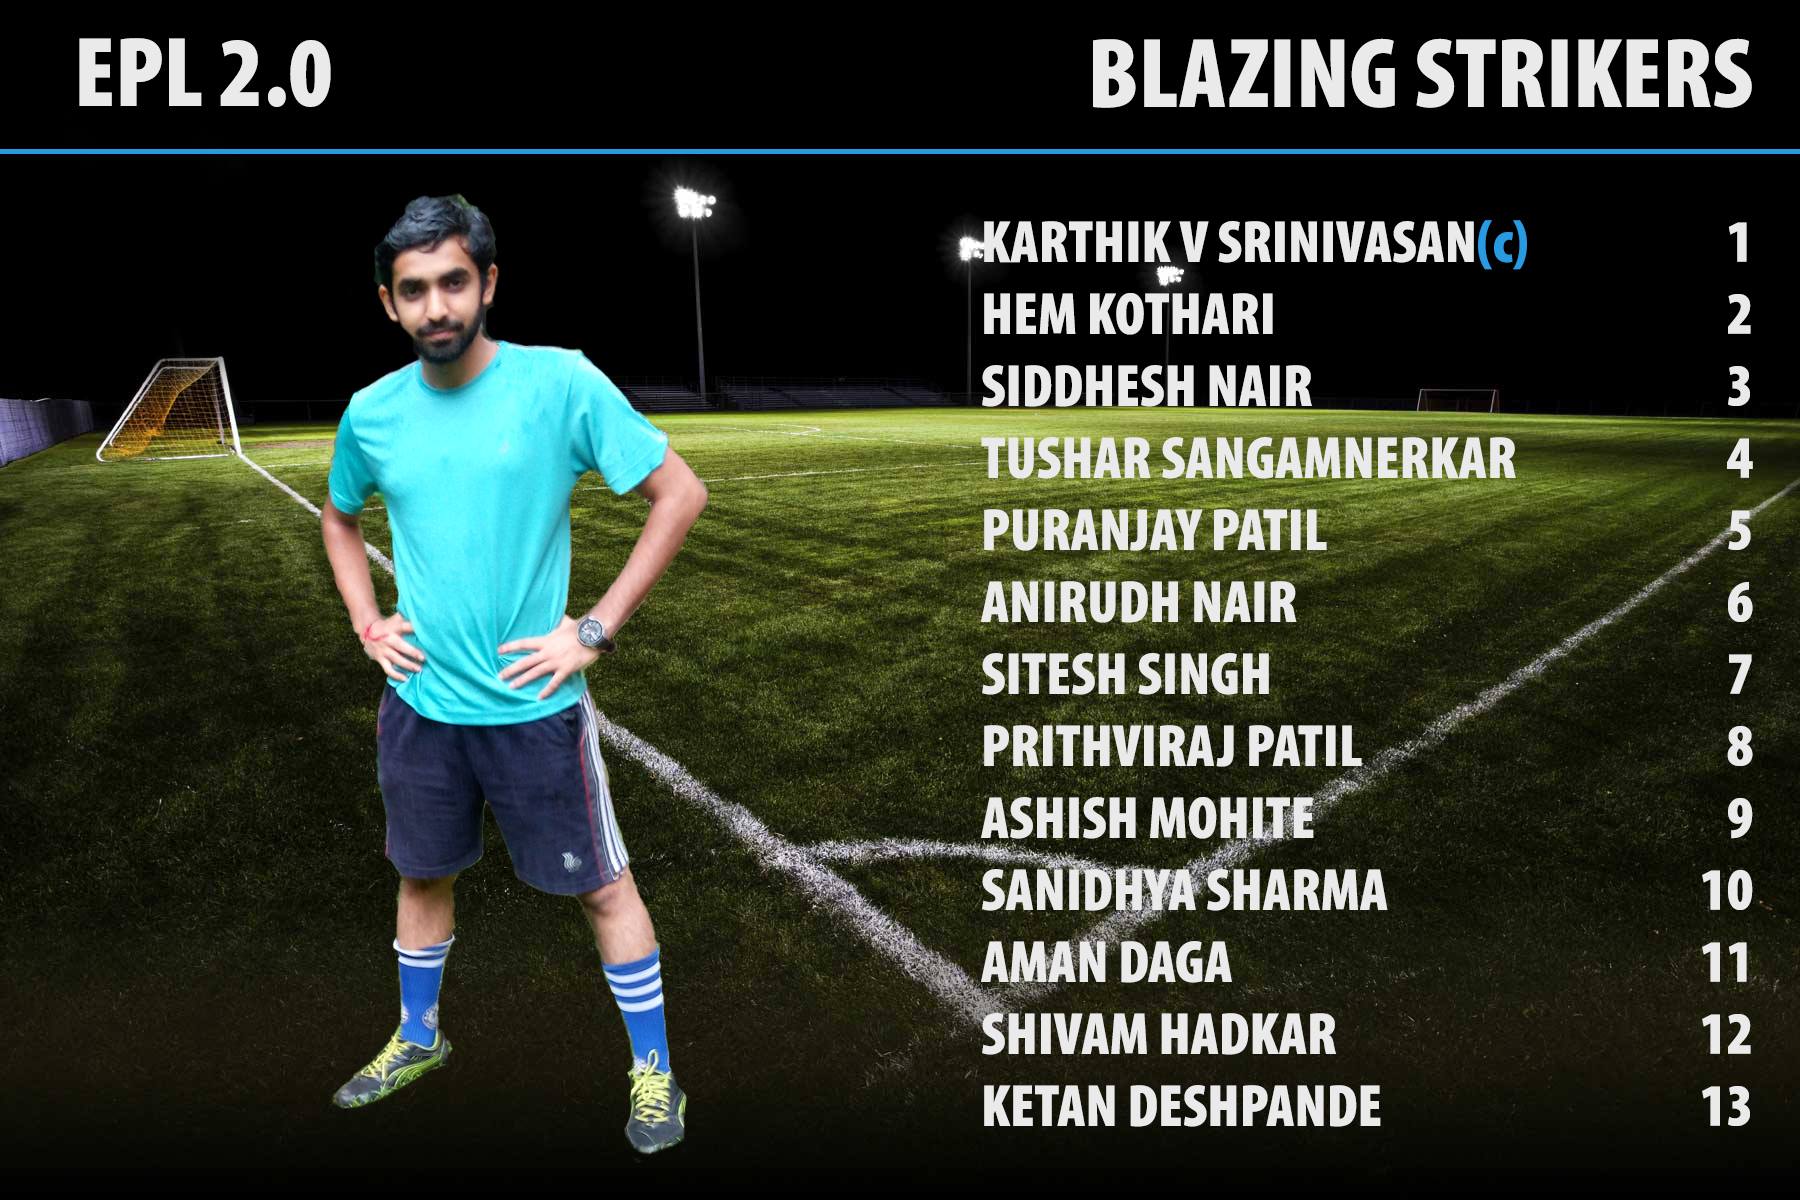 EPL 2.0
BLAZING STRIKERS
KARTHIK V SRINIVASAN(c) 1
HEM KOTHARI 2
SIDDHESH NAIR 3
TUSHAR SANGAMNERKAR 4
PURANJAY PATIL 5
ANIRUDH NAIR 6
SITESH SINGH 7
PRITHVIRAJ PATIL 8
ASHISH MOHITE 9
SANIDHYA SHARMA 10
AMAN DAGA 11
SHIVAM HADKAR 12
KETAN DESHPANDE 13